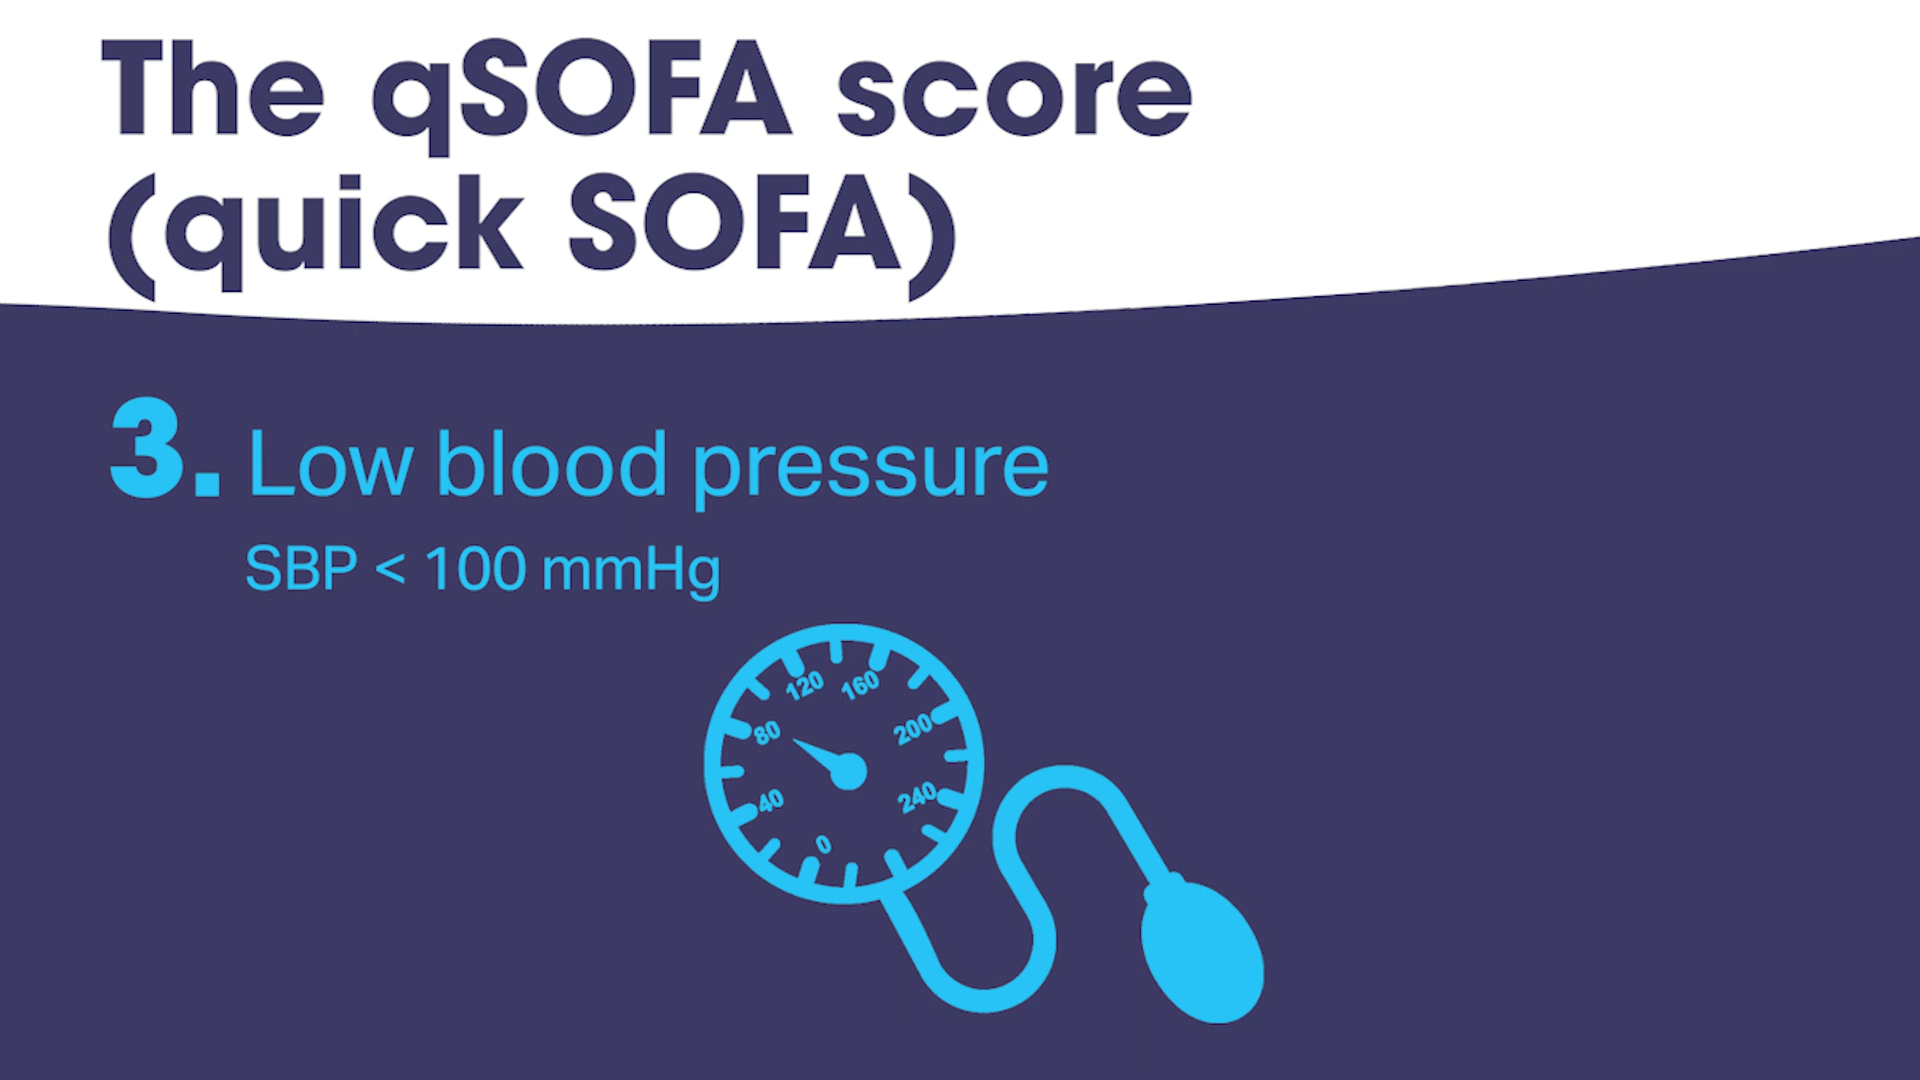 The qSOFA score
(quick SOFA)
3. Low blood pressure
SBP < 100 mmHg
120 160
80 200
40 240
0